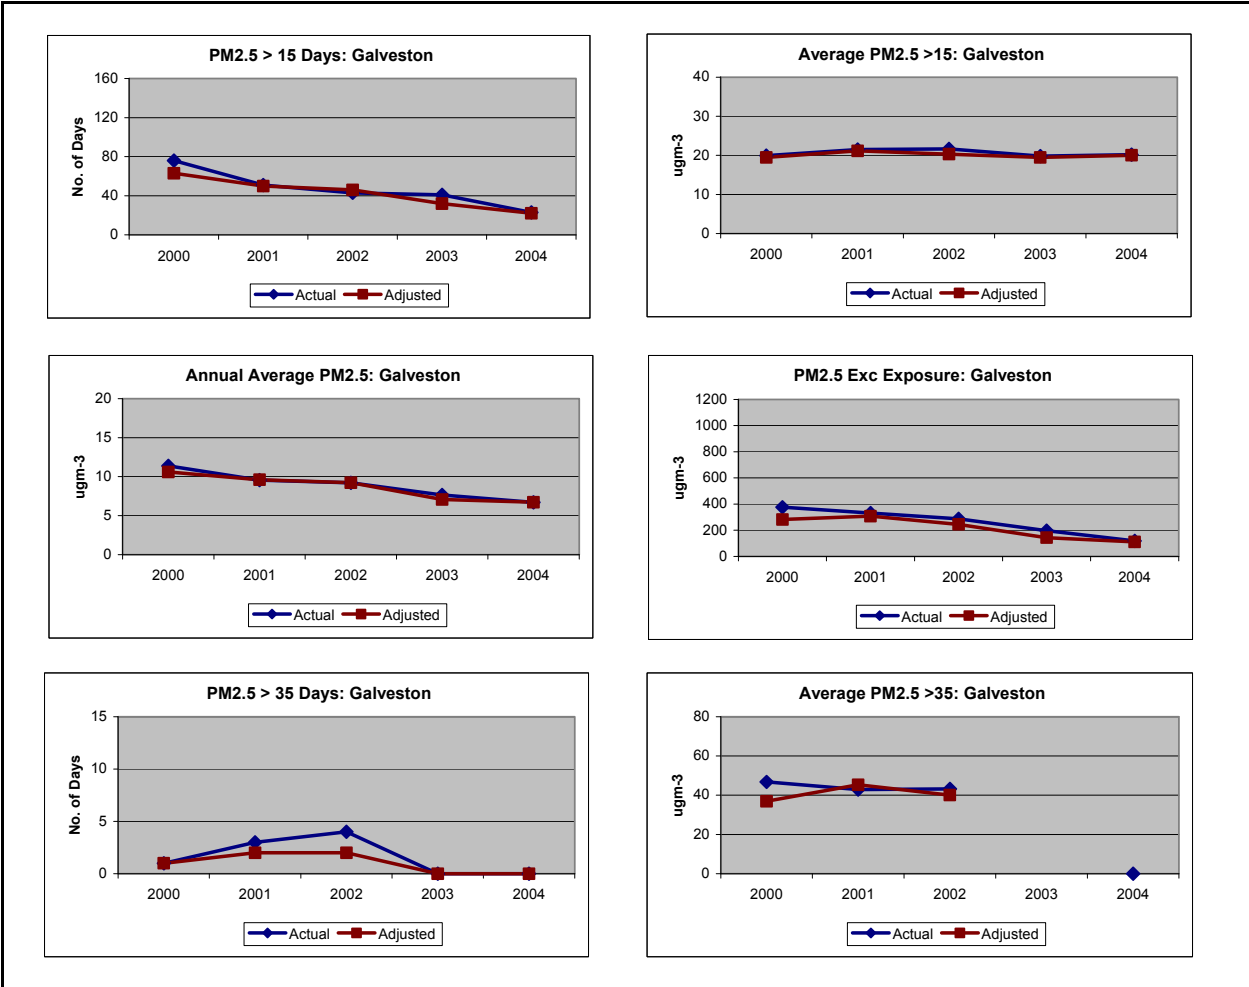 PM2.5 > 15 Days: Galveston
160
120
80
40
0
No. of Days
2000 2001 2002 2003 2004
Actual Adjusted
Average PM2.5 >15: Galveston
40
30
20
10
0
ugm-3
2000 2001 2002 2003 2004
Actual Adjusted
Annual Average PM2.5: Galveston
20
15
10
5
0
ugm-3
2000 2001 2002 2003 2004
Actual Adjusted
PM2.5 Exc Exposure: Galveston
1200
1000
800
600
400
200
0
ugm-3
2000 2001 2002 2003 2004
Actual Adjusted
PM2.5 > 35 Days: Galveston
15
10
5
0
No. of Days
2000 2001 2002 2003 2004
Actual Adjusted
Average PM2.5 >35: Galveston
80
60
40
20
0
ugm-3
2000 2001 2002 2003 2004
Actual Adjusted